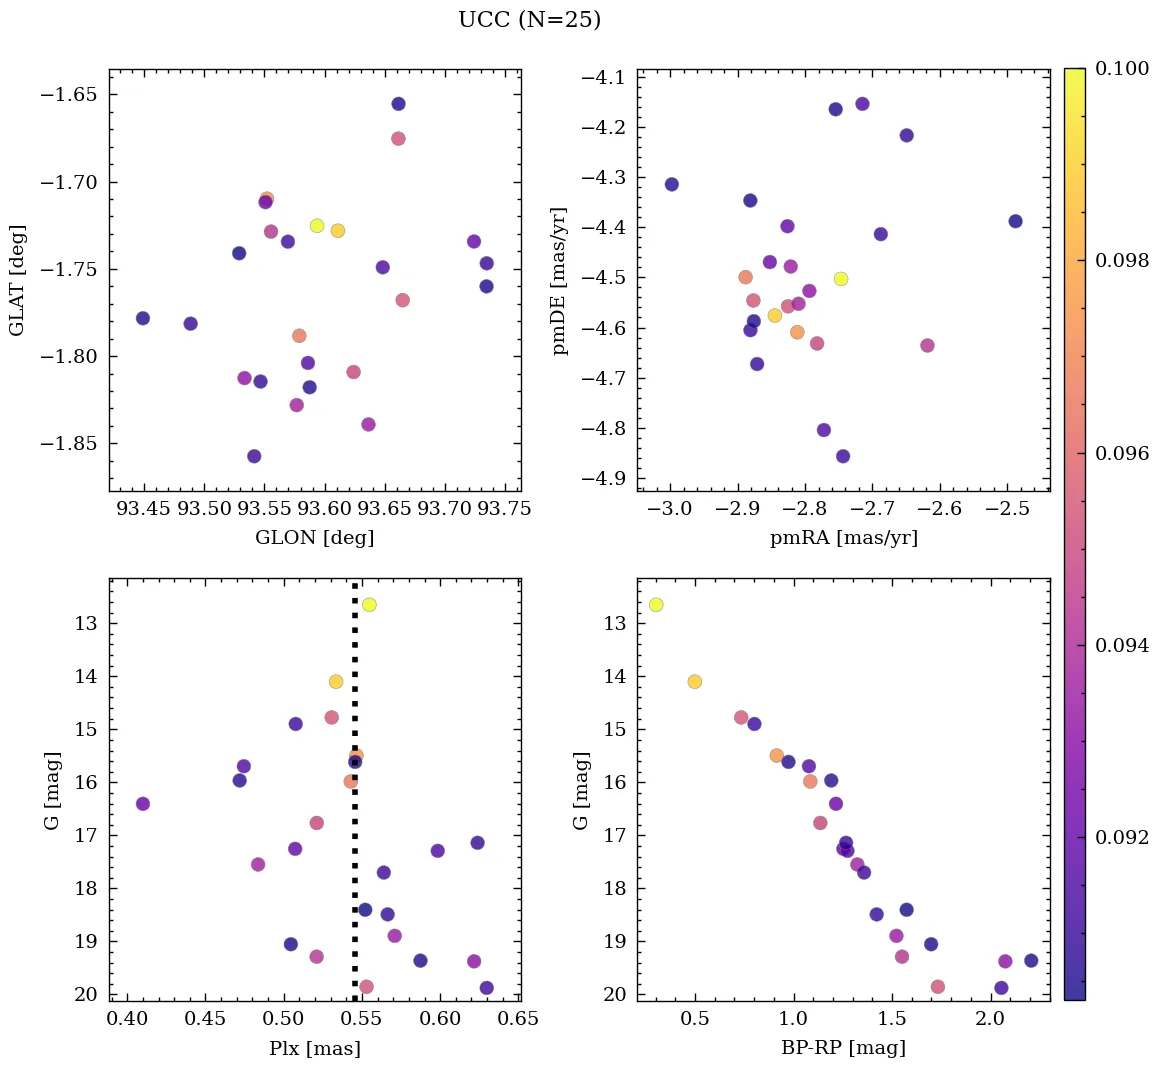 UCC (N=25)
−1.65
−1.70
−1.75
−1.80
−1.85
GLAT [deg]
93.45 93.50 93.55 93.60 93.65 93.70 93.75
GLON [deg]
−4.1
−4.2
−4.3
−4.4
−4.5
−4.6
−4.7
−4.8
−4.9
pmDE [mas/yr]
−3.0 −2.9 −2.8 −2.7 −2.6 −2.5
pmRA [mas/yr]
0.100
0.098
0.096
0.094
0.092
13
14
15
16
17
18
19
20
G [mag]
0.40 0.45 0.50 0.55 0.60 0.65
Plx [mas]
13
14
15
16
17
18
19
20
G [mag]
0.5 1.0 1.5 2.0
BP-RP [mag]